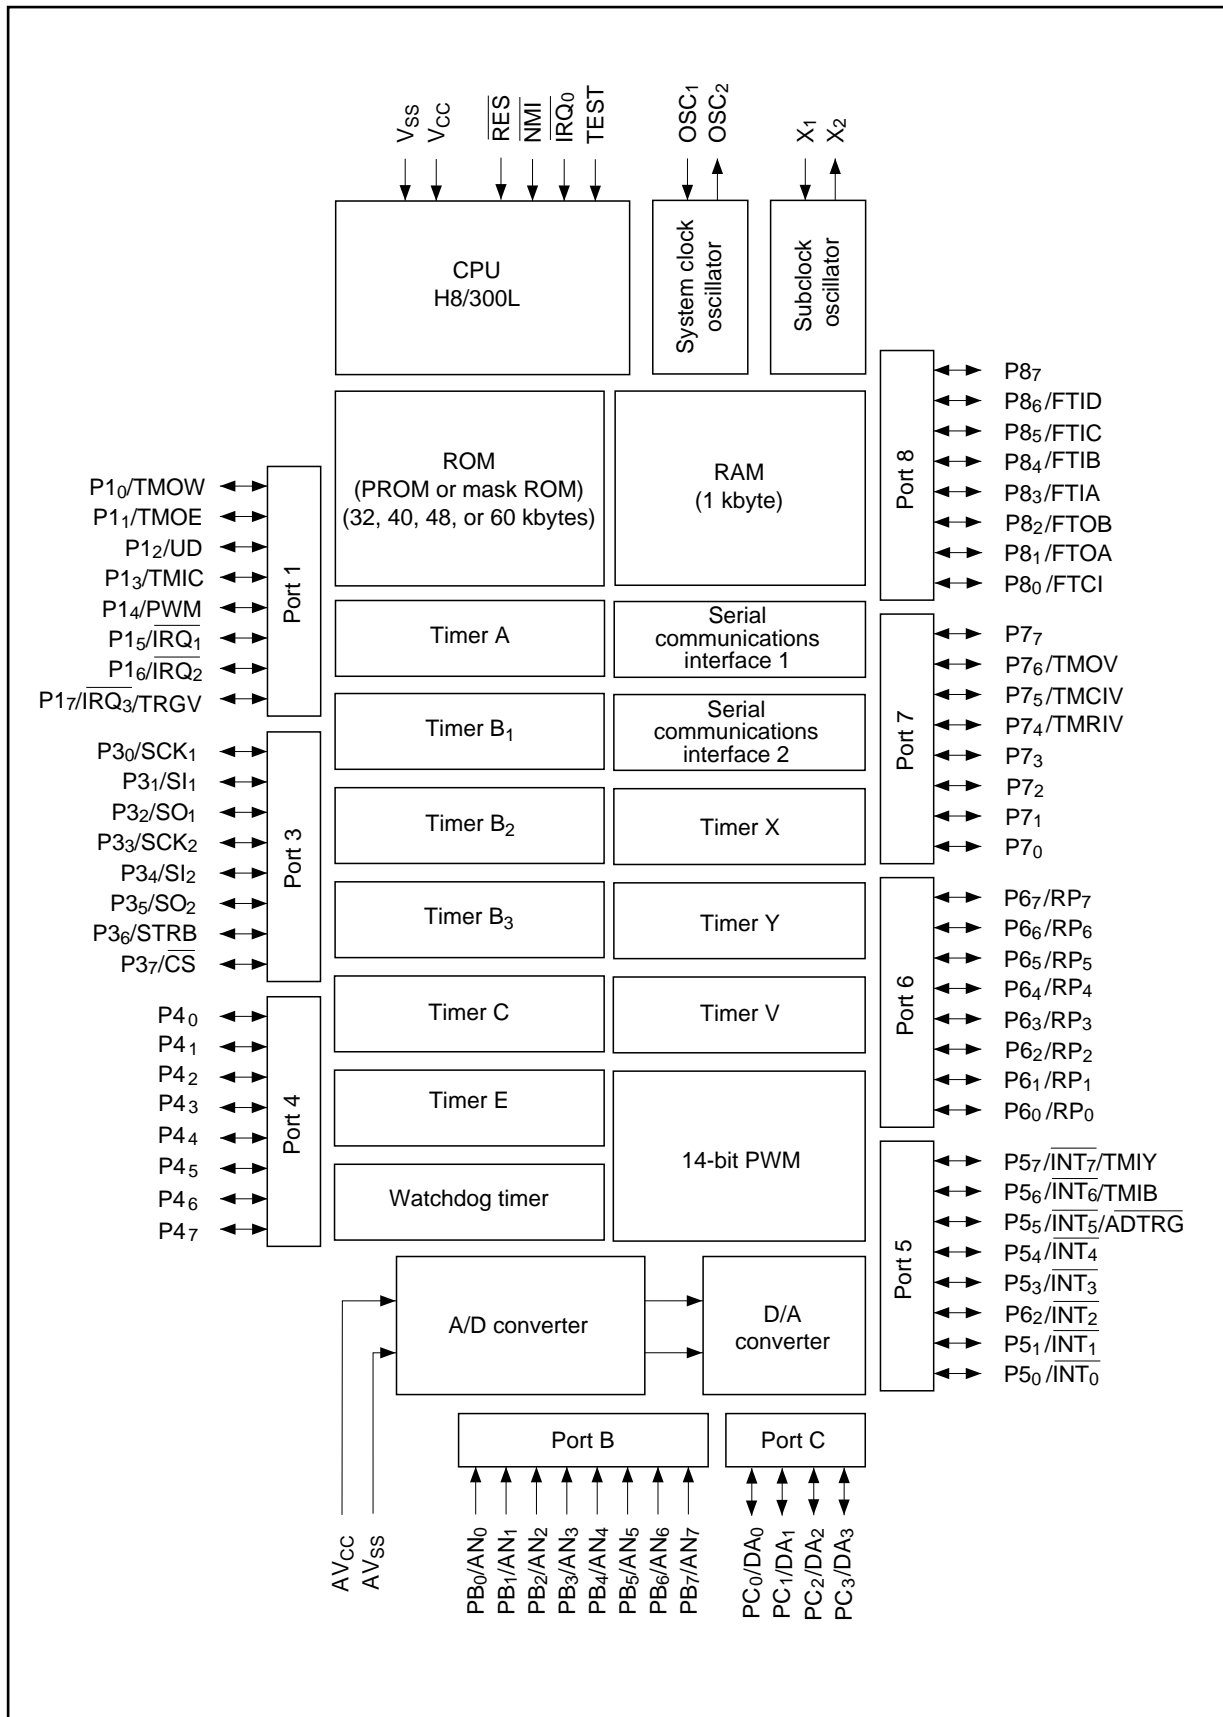 VSS
VCC
RES
NMI
IRQ0
TEST
OSC1
OSC2
X1
X2
CPU
H8/300L
System clock
oscillator
Subclock
oscillator
ROM
(PROM or mask ROM)
(32, 40, 48, or 60 kbytes)
RAM
(1 kbyte)
Timer A
Serial
communications
interface 1
Timer B1
Serial
communications
interface 2
Timer B2
Timer X
Timer B3
Timer Y
Timer C
Timer V
Timer E
14-bit PWM
Watchdog timer
A/D converter
D/A
converter
P10/TMOW
P11/TMOE
P12/UD
P13/TMIC
P14/PWM
P15/IRQ1
P16/IRQ2
P17/IRQ3/TRGV
Port 1
P30/SCK1
P31/SI1
P32/SO1
P33/SCK2
P34/SI2
P35/SO2
P36/STRB
P37/CS
Port 3
P40
P41
P42
P43
P44
P45
P46
P47
Port 4
Port 8
P87
P86/FTID
P85/FTIC
P84/FTIB
P83/FTIA
P82/FTOB
P81/FTOA
P80/FTCI
Port 7
P77
P76/TMOV
P75/TMCIV
P74/TMRIV
P73
P72
P71
P70
Port 6
P67/RP7
P66/RP6
P65/RP5
P64/RP4
P63/RP3
P62/RP2
P61/RP1
P60/RP0
Port 5
P57/INT7/TMIY
P56/INT6/TMIB
P55/INT5/ADTRG
P54/INT4
P53/INT3
P62/INT2
P51/INT1
P50/INT0
Port B
Port C
AVCC
AVSS
PB0/AN0
PB1/AN1
PB2/AN2
PB3/AN3
PB4/AN4
PB5/AN5
PB6/AN6
PB7/AN7
PC0/DA0
PC1/DA1
PC2/DA2
PC3/DA3